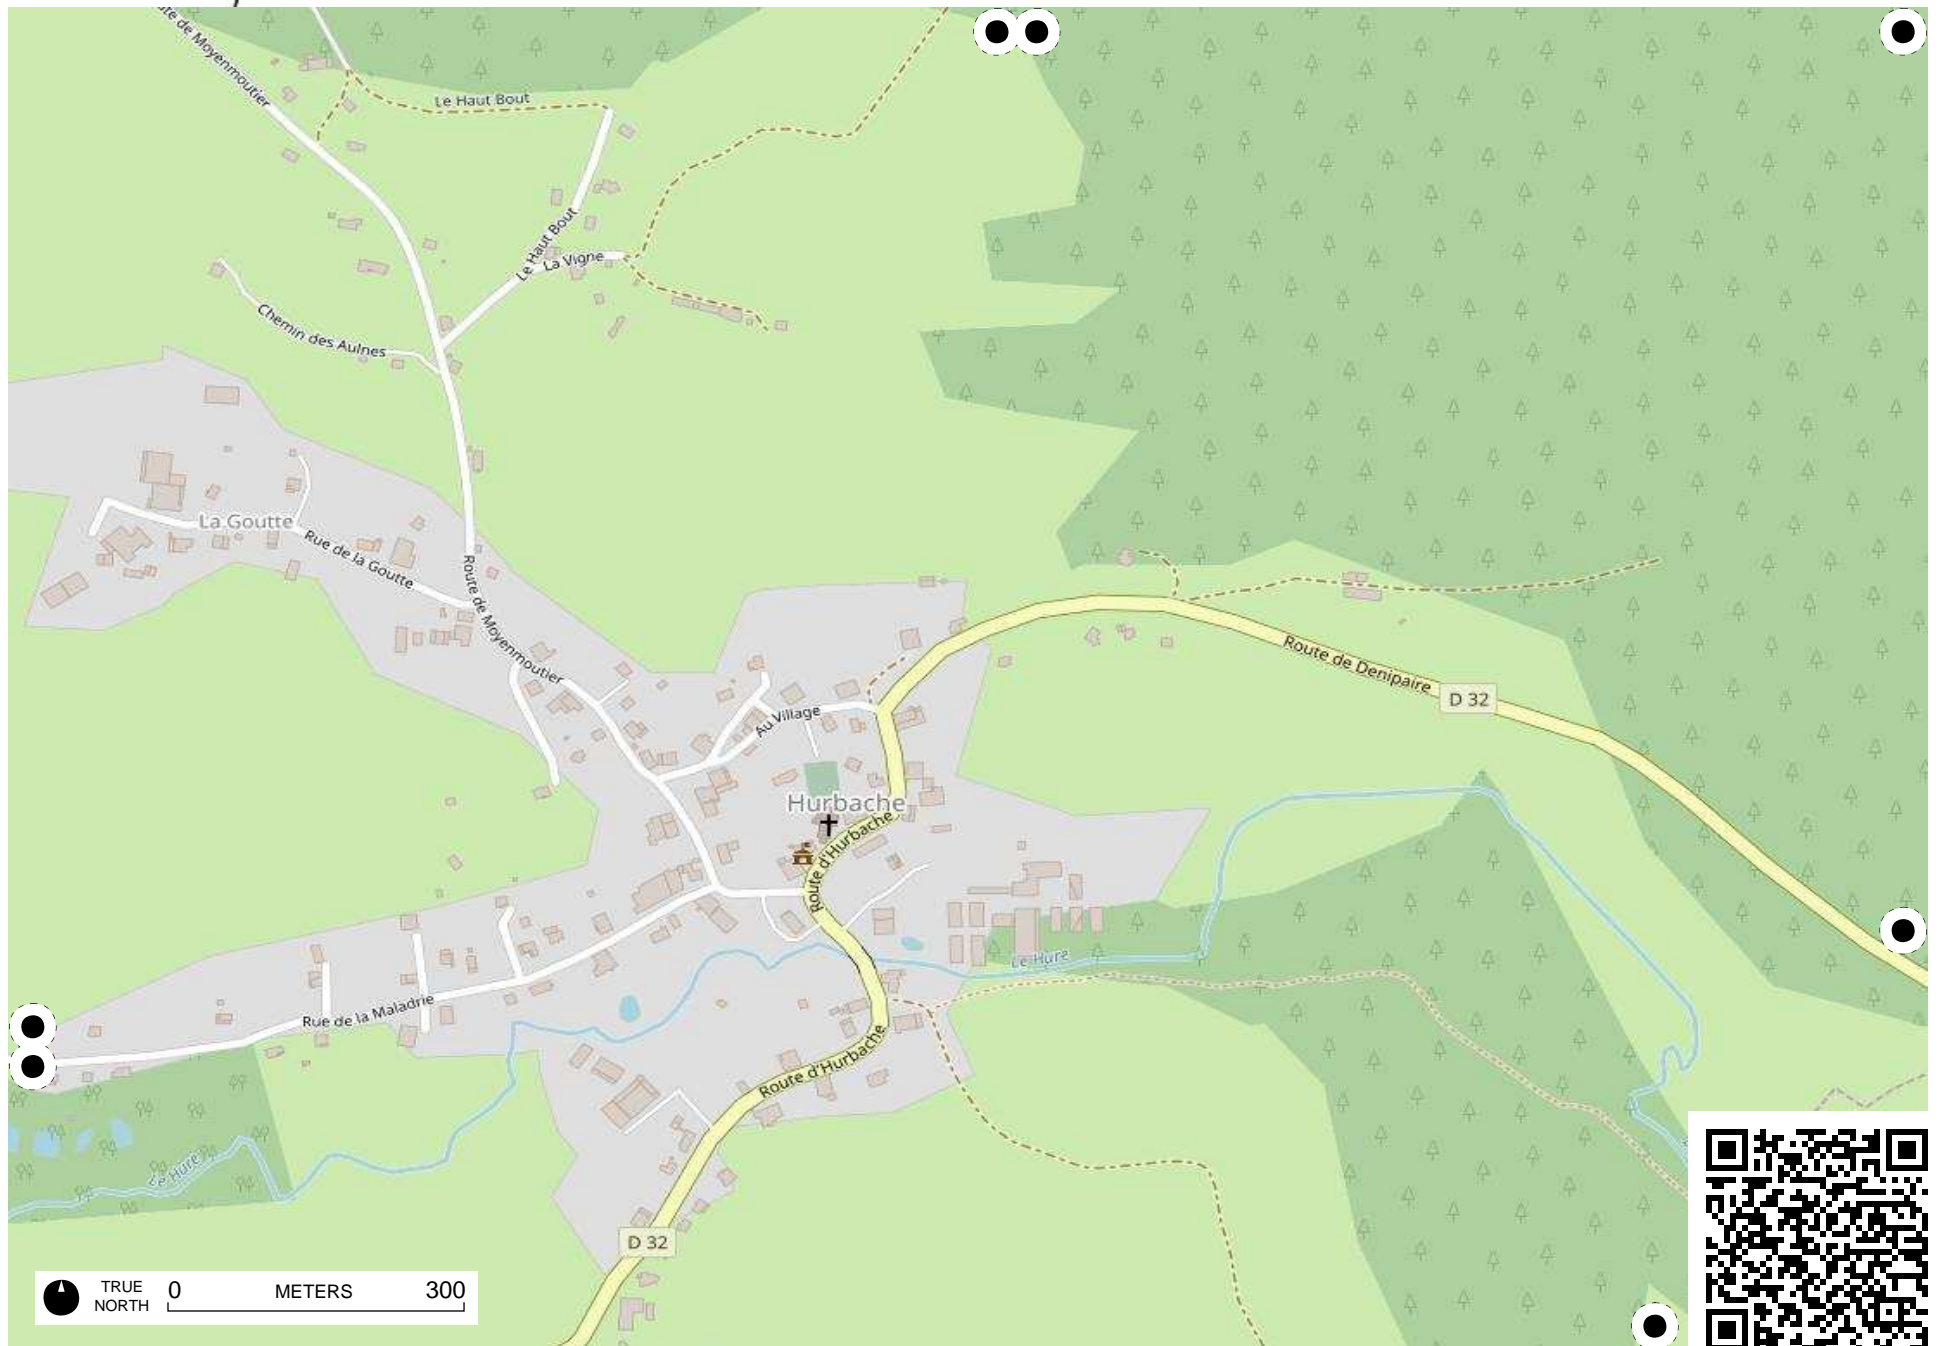 Route de Moyenmoutier
Le Haut Bout
Le Haut Bout
La Vigne
Chemin des Aulnes
La Goutte
Rue de la Goutte
Route de Moyenmoutier
Route de Denipaire
D 32
Au Village
Hurbache
Route d'Hurbache
Le Hure
Rue de la Maladrie
Route d'Hurbache
Le Hure
D 32
TRUE
NORTH
0 METERS 300